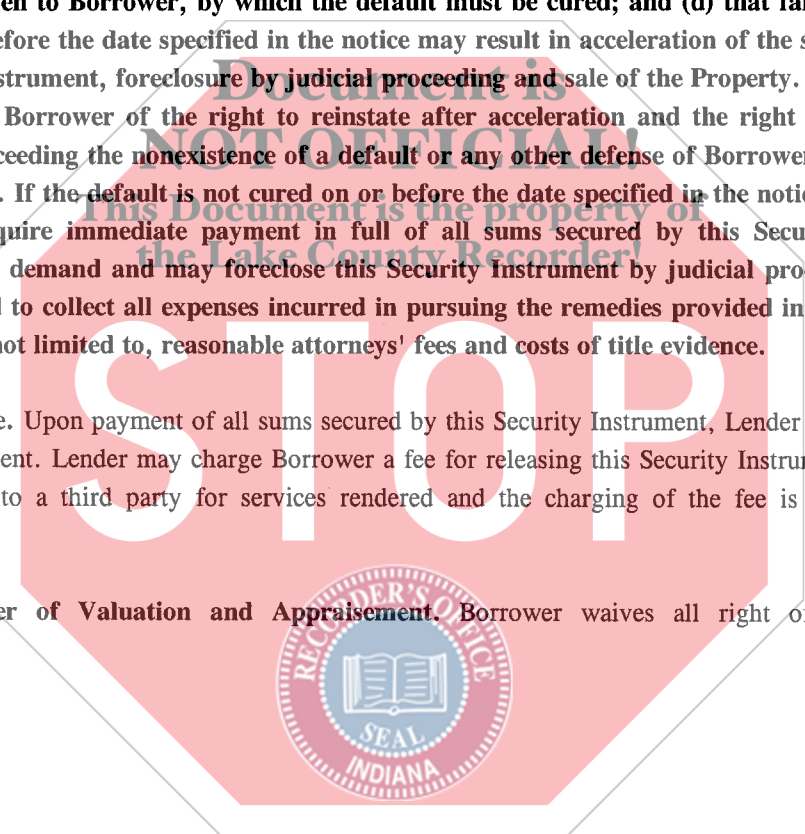 en to Borrower, by which the default must be cured; and (d) that fai
efore the date specified in the notice may result in acceleration of the s
strument, foreclosure by judicial proceeding and sale of the Property.
Document is
Borrower of the right to reinstate after acceleration and the right
NOT OFFICIAL!
ceeding the nonexistence of a default or any other defense of Borrower
. If the default is not cured on or before the date specified in the notic
This Document is the property of
quire immediate payment in full of all sums secured by this Secu
the Lake County Recorder!
demand and may foreclose this Security Instrument by judicial pro
to collect all expenses incurred in pursuing the remedies provided in
not limited to, reasonable attorneys' fees and costs of title evidence.
STOP
e. Upon payment of all sums secured by this Security Instrument, Lender
ent. Lender may charge Borrower a fee for releasing this Security Instru
to a third party for services rendered and the charging of the fee is
er of Valuation and Appraisement. Borrower waives all right o
RECORDER'S OFFICE
SEAL
INDIANA